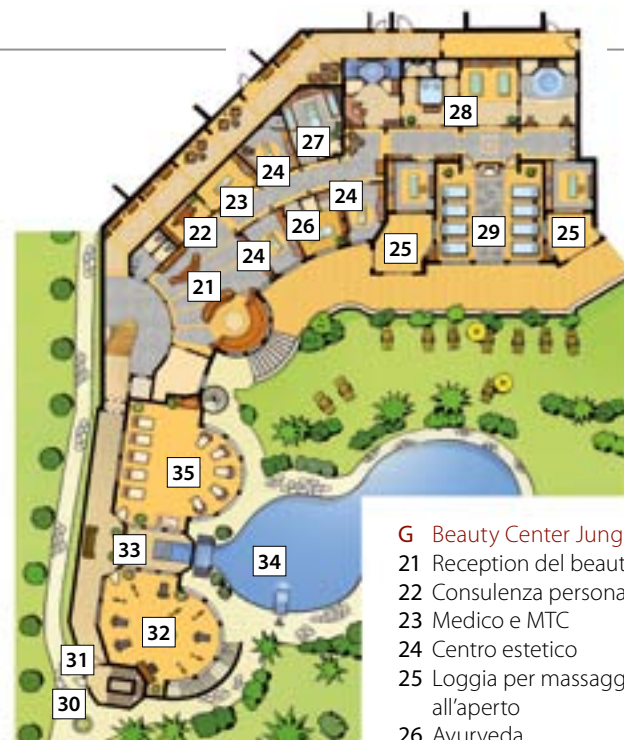 28
27
24
24
23
26
22
29
25
25
24
21
35
33
34
32
31
30
G Beauty Center Jung
21 Reception del beaut
22 Consulenza persona
23 Medico e MTC
24 Centro estetico
25 Loggia per massagg
all'aperto
26 Ayurveda